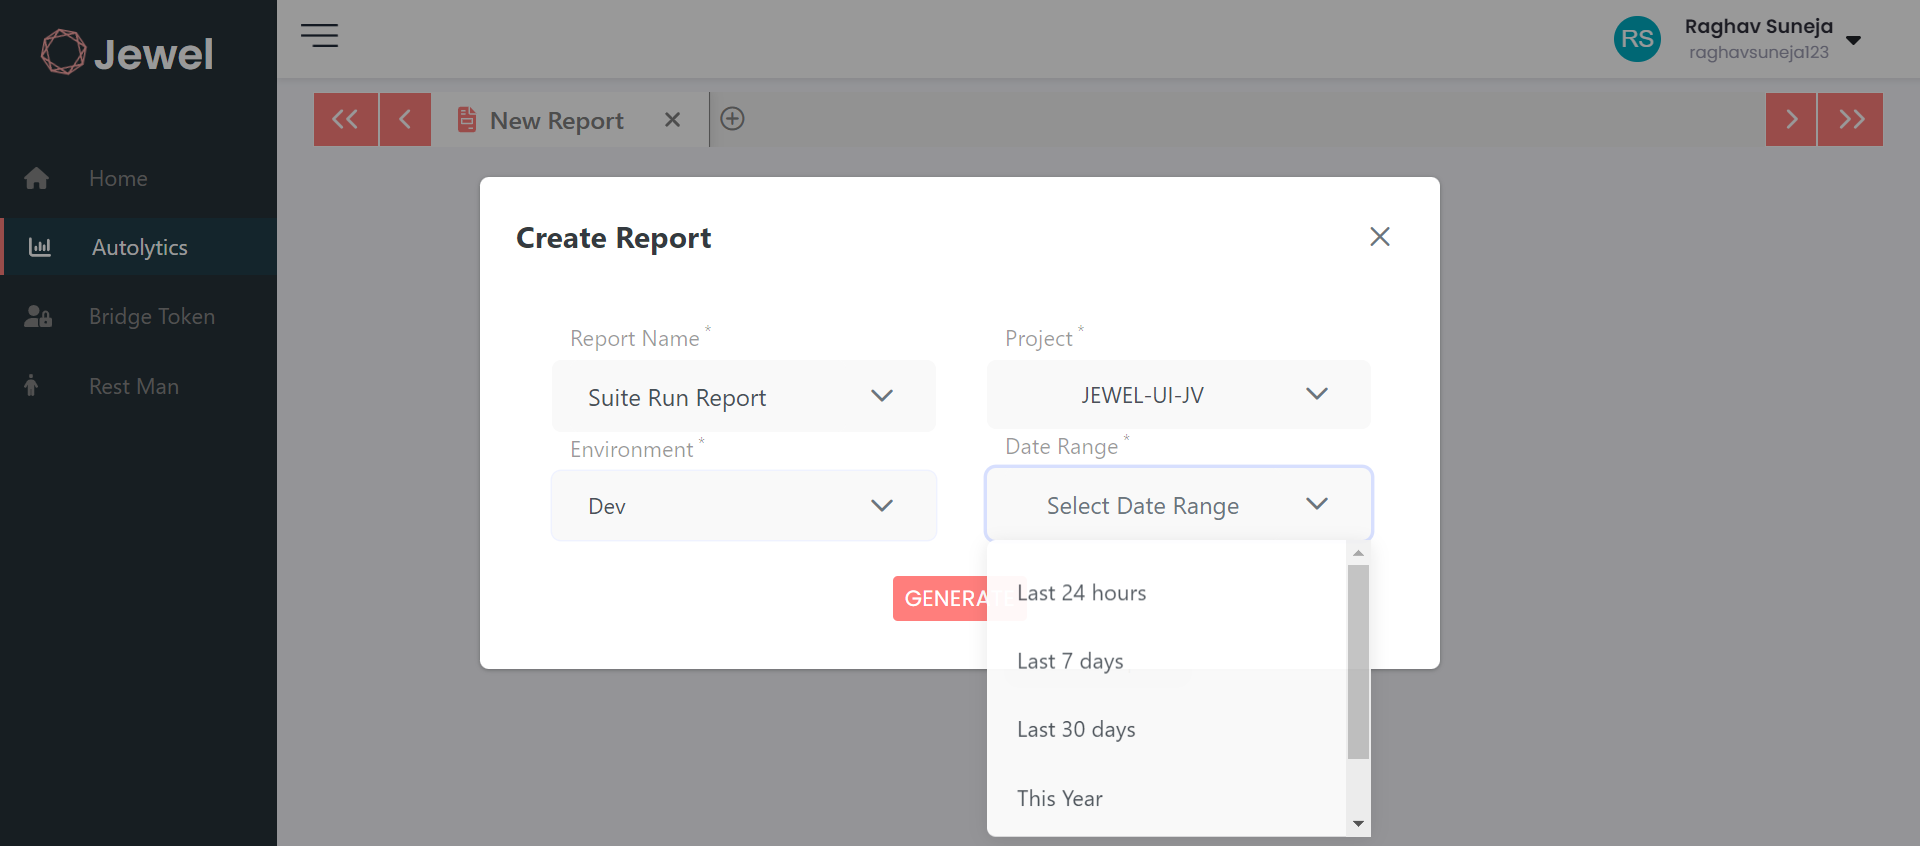 Jewel
Home
Autolytics
Bridge Token
Rest Man
RS
Raghav Suneja
raghavsuneja123
New Report
Create Report
Report Name *
Suite Run Report
Project *
JEWEL-UI-JV
Environment *
Dev
Date Range *
Select Date Range
GENERATE
Last 24 hours
Last 7 days
Last 30 days
This Year